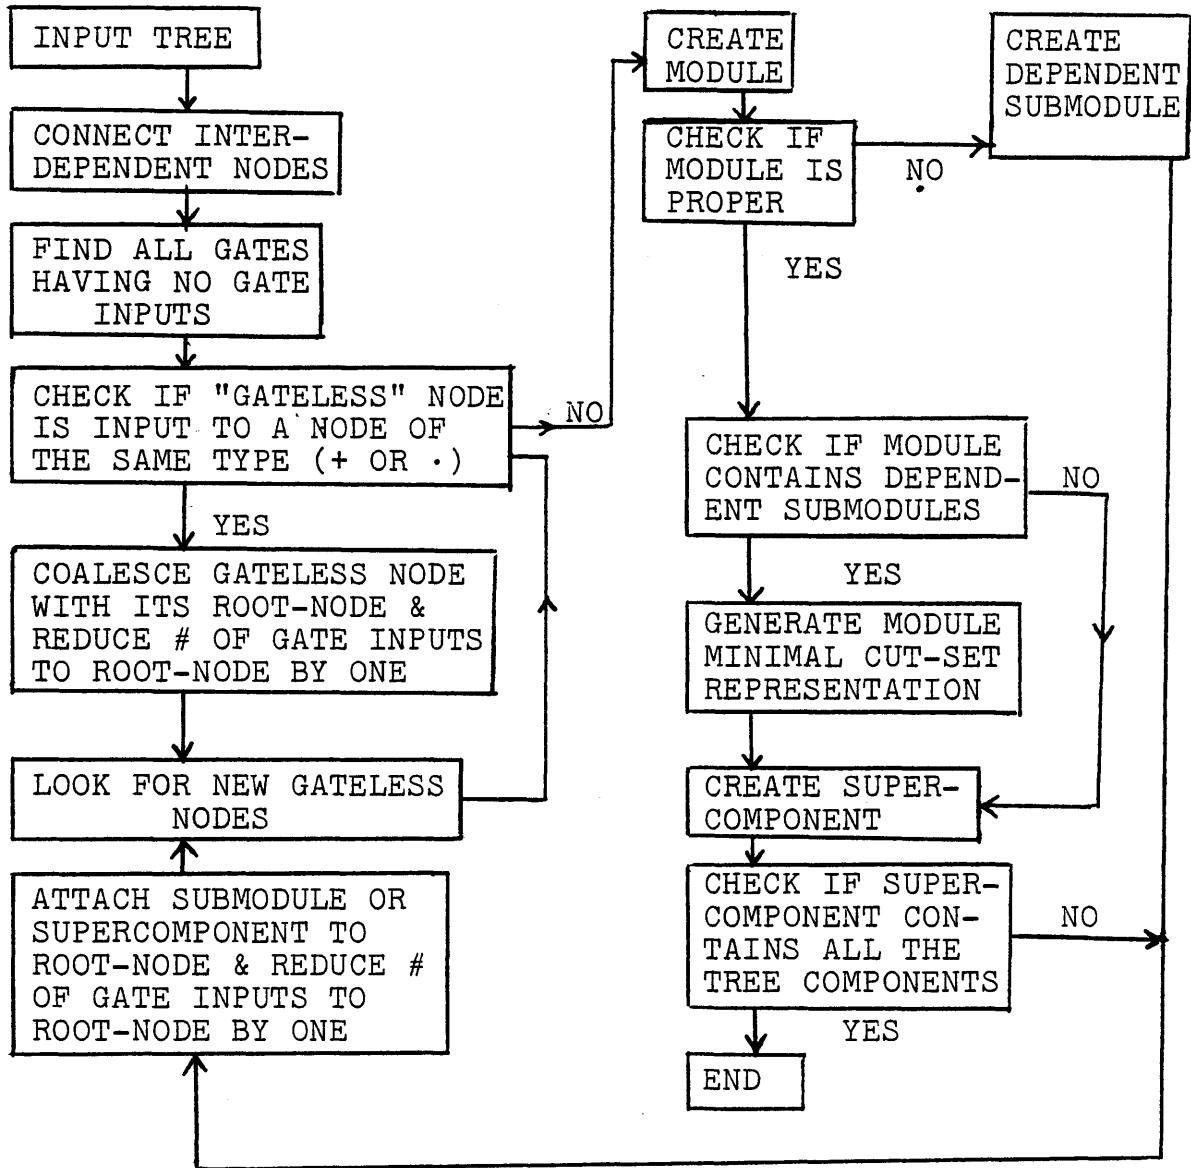 INPUT TREE
CONNECT INTER-
DEPENDENT NODES
FIND ALL GATES
HAVING NO GATE
INPUTS
CHECK IF "GATELESS" NODE
IS INPUT TO A NODE OF
THE SAME TYPE (+ OR ·)
NO
YES
COALESCE GATELESS NODE
WITH ITS ROOT-NODE &
REDUCE # OF GATE INPUTS
TO ROOT-NODE BY ONE
LOOK FOR NEW GATELESS
NODES
ATTACH SUBMODULE OR
SUPERCOMPONENT TO
ROOT-NODE & REDUCE #
OF GATE INPUTS TO
ROOT-NODE BY ONE
CREATE
MODULE
CHECK IF
MODULE IS
PROPER
NO
CREATE
DEPENDENT
SUBMODULE
YES
CHECK IF MODULE
CONTAINS DEPEND-
ENT SUBMODULES
NO
YES
GENERATE MODULE
MINIMAL CUT-SET
REPRESENTATION
CREATE SUPER-
COMPONENT
CHECK IF SUPER-
COMPONENT CON-
TAINS ALL THE
TREE COMPONENTS
NO
YES
END